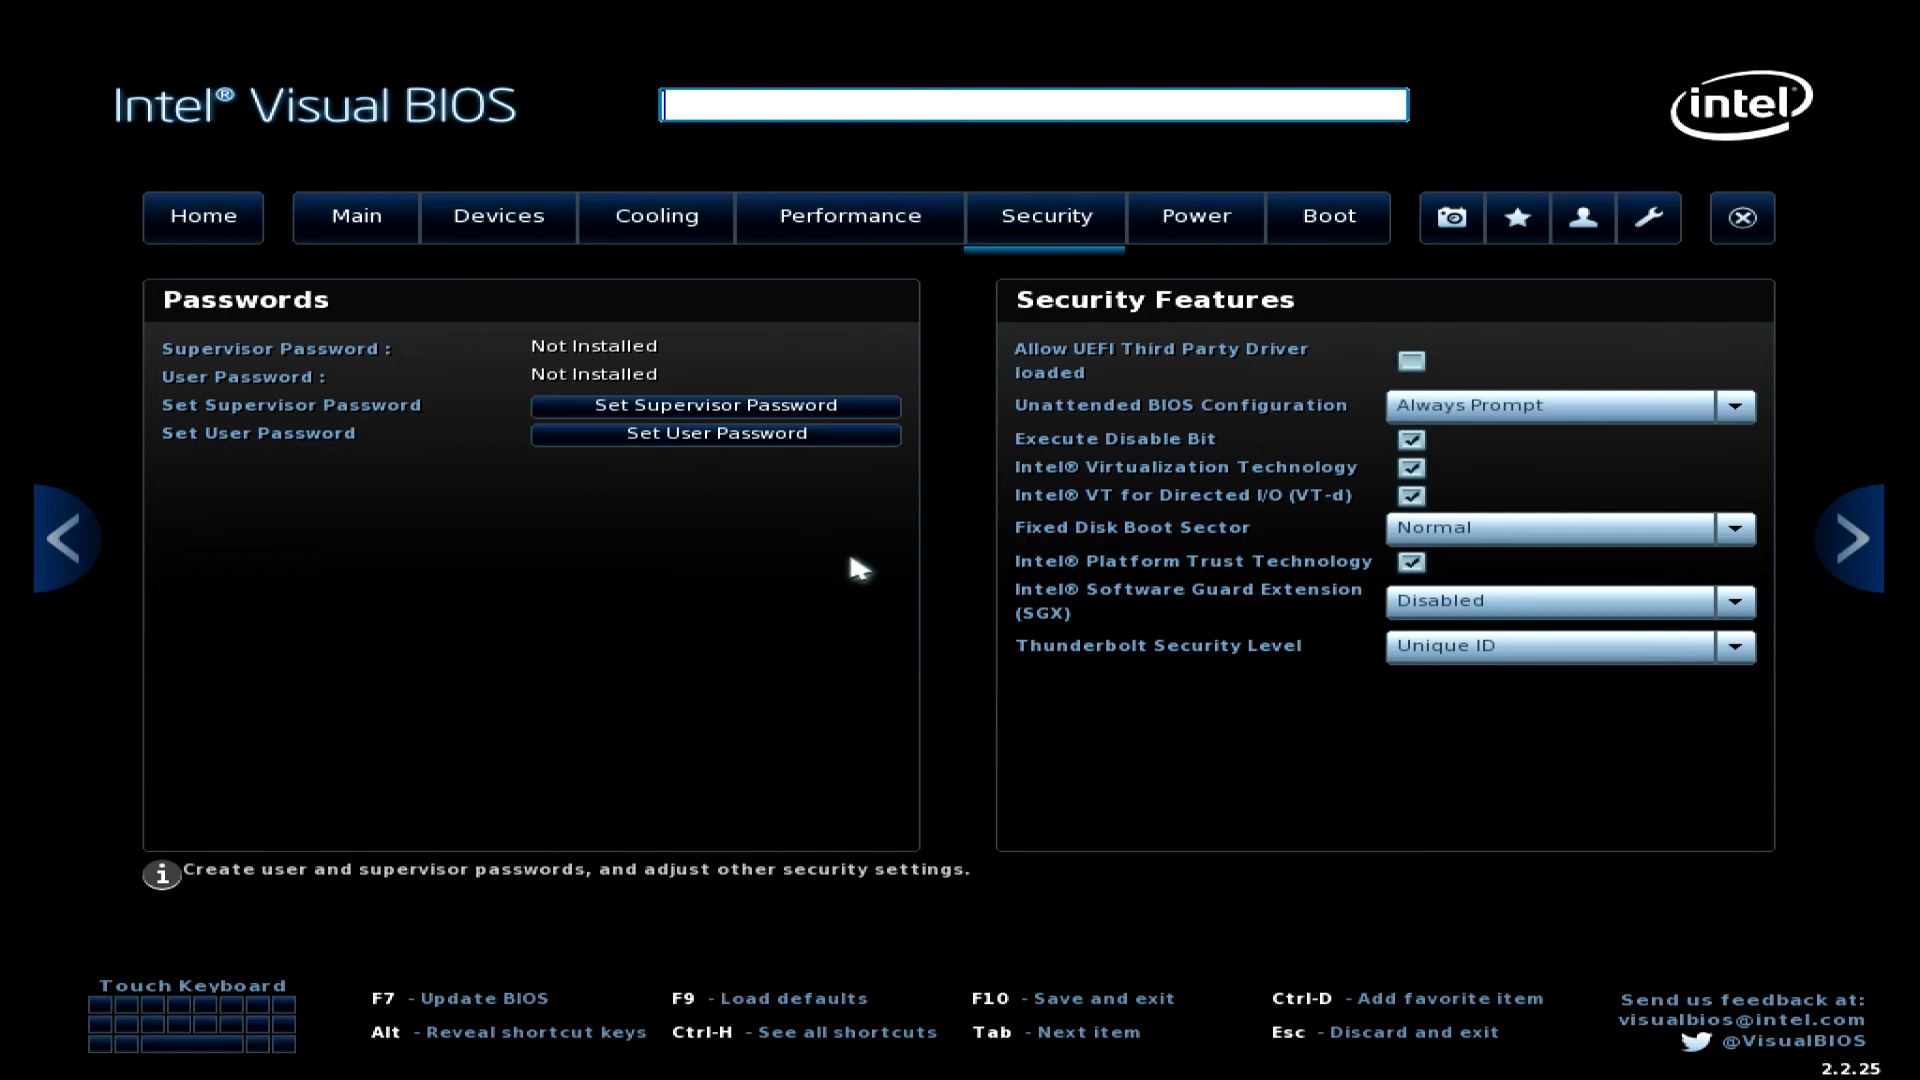 Intel® Visual BIOS
intel®
Home
Main
Devices
Cooling
Performance
Security
Power
Boot
Passwords
Supervisor Password :
Not Installed
User Password :
Not Installed
Set Supervisor Password
Set Supervisor Password
Set User Password
Set User Password
Security Features
Allow UEFI Third Party Driver
loaded
Unattended BIOS Configuration
Always Prompt
Execute Disable Bit
Intel® Virtualization Technology
Intel® VT for Directed I/O (VT-d)
Fixed Disk Boot Sector
Normal
Intel® Platform Trust Technology
Intel® Software Guard Extension
(SGX)
Disabled
Thunderbolt Security Level
Unique ID
Create user and supervisor passwords, and adjust other security settings.
Touch Keyboard
F7 - Update BIOS
F9 - Load defaults
F10 - Save and exit
Ctrl-D - Add favorite item
Alt - Reveal shortcut keys
Ctrl-H - See all shortcuts
Tab - Next item
Esc - Discard and exit
Send us feedback at:
visualbios@intel.com
@VisualBIOS
2.2.25